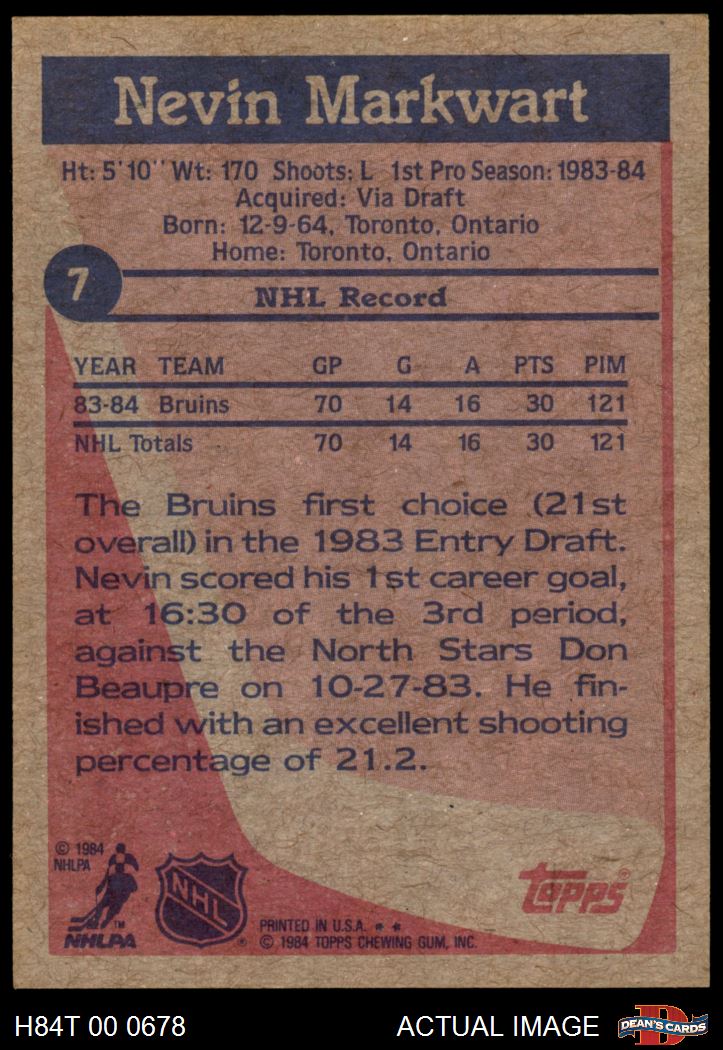 Nevin Markwart
Ht: 5'10" Wt: 170 Shoots: L 1st Pro Season: 1983-84
Acquired: Via Draft
Born: 12-9-64, Toronto, Ontario
Home: Toronto, Ontario
7
NHL Record
YEAR TEAM GP G A PTS PIM
83-84 Bruins 70 14 16 30 121
NHL Totals 70 14 16 30 121
The Bruins first choice (21st
overall) in the 1983 Entry Draft.
Nevin scored his 1st career goal,
at 16:30 of the 3rd period,
against the North Stars Don
Beaupre on 10-27-83. He fin-
ished with an excellent shooting
percentage of 21.2.
© 1984
NHLPA
TM
NHLPA
NHL
®
PRINTED IN U.S.A. **
© 1984 TOPPS CHEWING GUM, INC.
Topps®
H84T 00 0678
ACTUAL IMAGE
D
DEAN'S CARDS